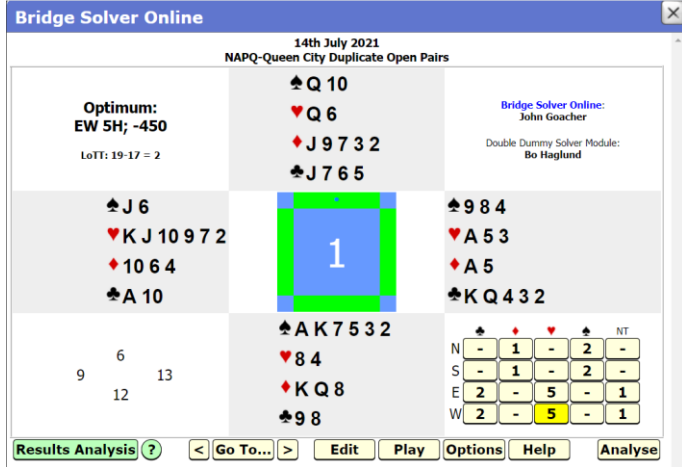 Bridge Solver Online
14th July 2021
NAPQ-Queen City Duplicate Open Pairs
Optimum:
EW 5H; -450
LoTT: 19-17 = 2
♠ Q 10
♥ Q 6
♦ J 9 7 3 2
♣ J 7 6 5
Bridge Solver Online:
John Goacher
Double Dummy Solver Module:
Bo Haglund
♠ J 6
♥ K J 10 9 7 2
♦ 10 6 4
♣ A 10
1
♠ 9 8 4
♥ A 5 3
♦ A 5
♣ K Q 4 3 2
6
9 13
12
♠ A K 7 5 3 2
♥ 8 4
♦ K Q 8
♣ 9 8
♣ ♦ ♥ ♠ NT
N - 1 - 2 -
S - 1 - 2 -
E 2 - 5 - 1
W 2 - 5 - 1
Results Analysis ? < Go To... > Edit Play Options Help Analyse